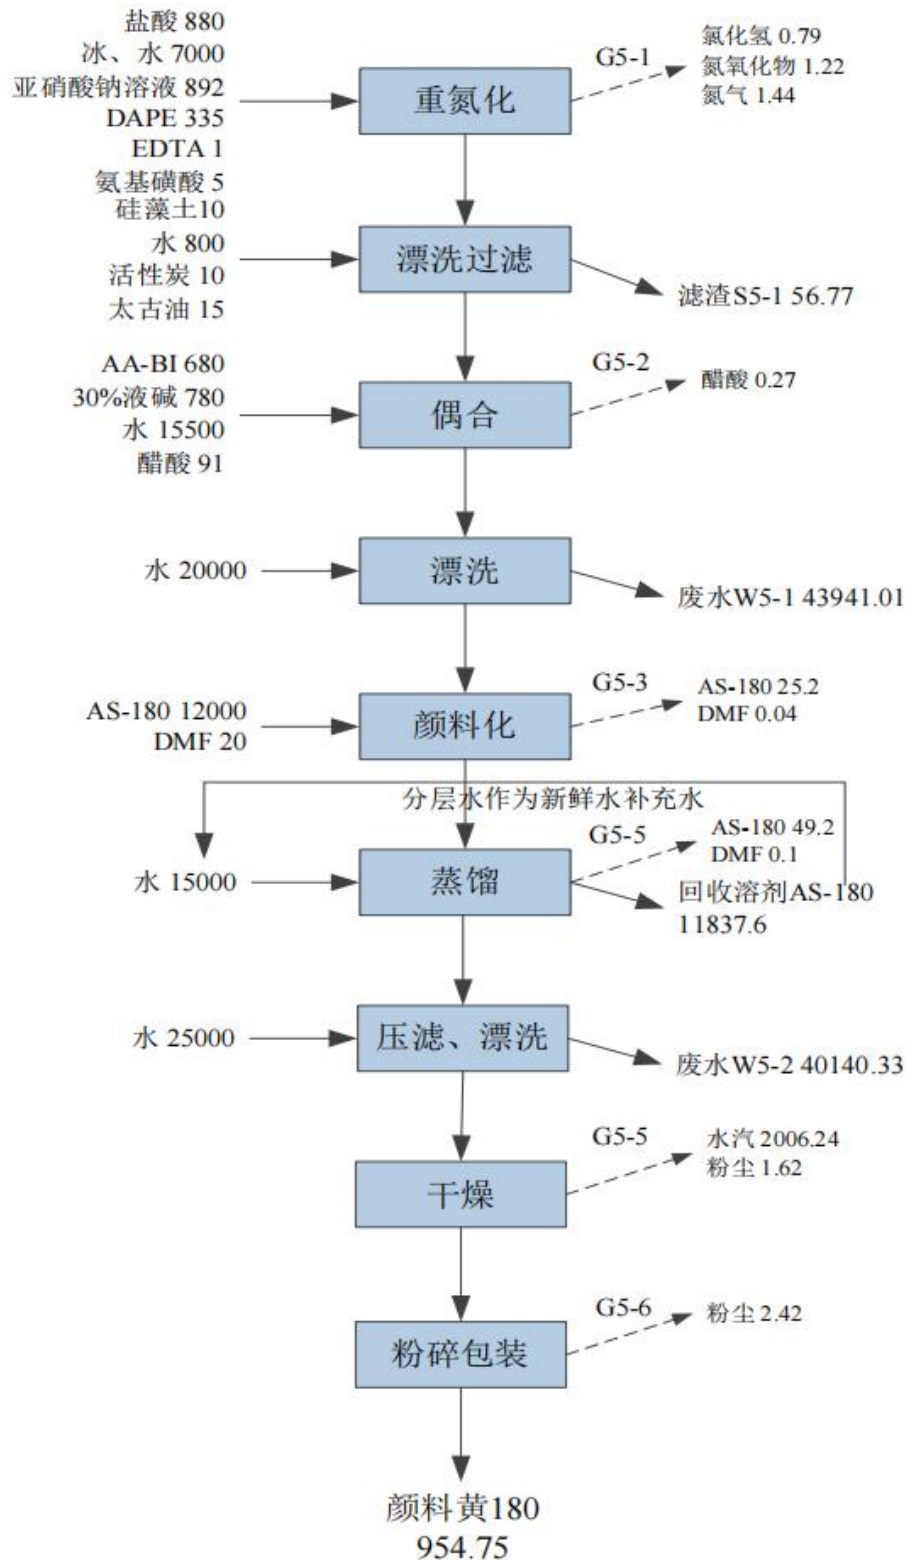 盐酸 880
冰、水 7000
亚硝酸钠溶液 892
DAPE 335
EDTA 1
氨基磺酸 5
重氮化
G5-1
氯化氢 0.79
氮氧化物 1.22
氮气 1.44
硅藻土10
水 800
活性炭 10
太古油 15
漂洗过滤
滤渣S5-1 56.77
AA-BI 680
30%液碱 780
水 15500
醋酸 91
偶合
G5-2
醋酸 0.27
水 20000
漂洗
废水W5-1 43941.01
AS-180 12000
DMF 20
颜料化
G5-3
AS-180 25.2
DMF 0.04
分层水作为新鲜水补充水
水 15000
蒸馏
G5-5
AS-180 49.2
DMF 0.1
回收溶剂AS-180
11837.6
水 25000
压滤、漂洗
废水W5-2 40140.33
干燥
G5-5
水汽 2006.24
粉尘 1.62
粉碎包装
G5-6
粉尘 2.42
颜料黄180
954.75